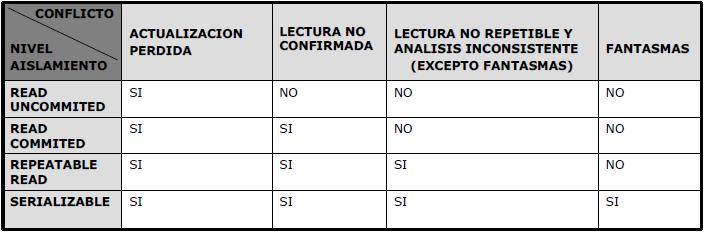 CONFLICTO
NIVEL
AISLAMIENTO
ACTUALIZACION
PERDIDA
LECTURA NO
CONFIRMADA
LECTURA NO REPETIBLE Y
ANALISIS INCONSISTENTE
(EXCEPTO FANTASMAS)
FANTASMAS
READ
UNCOMMITED
SI
NO
NO
NO
READ
COMMITED
SI
SI
NO
NO
REPEATABLE
READ
SI
SI
SI
NO
SERIALIZABLE
SI
SI
SI
SI